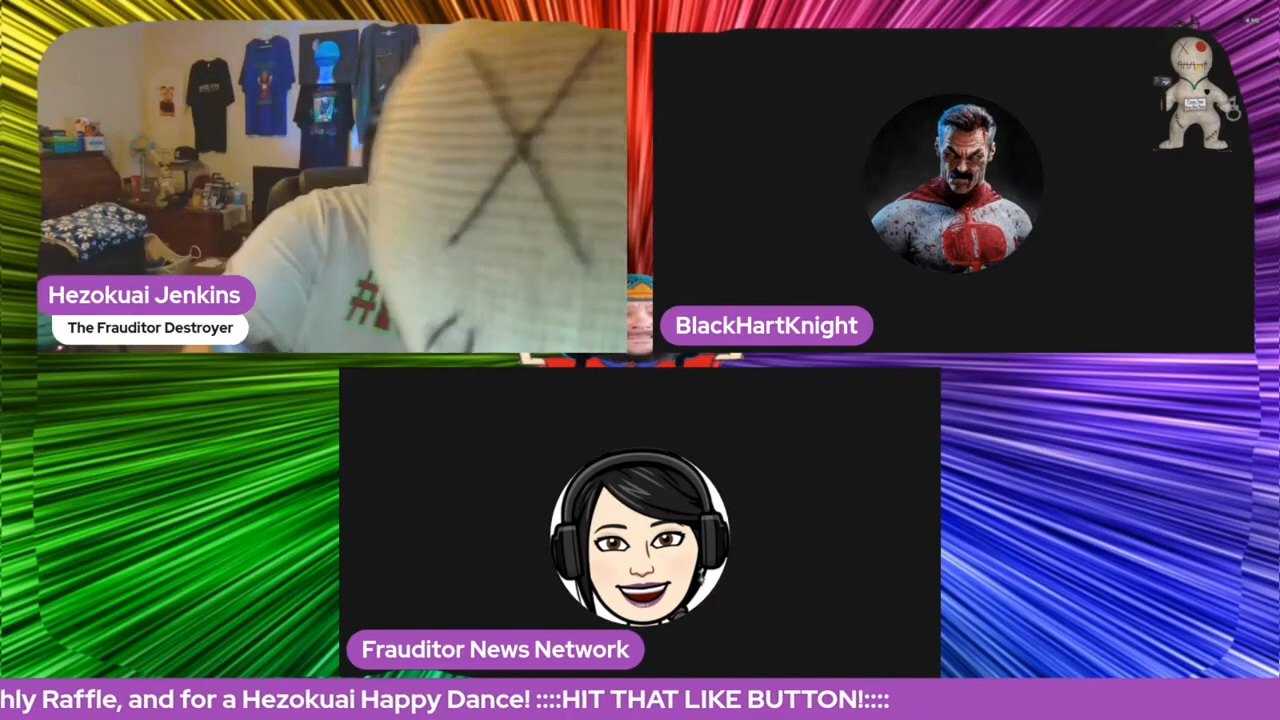 Hezokuai Jenkins
The Frauditor Destroyer
BlackHartKnight
Frauditor News Network
hly Raffle, and for a Hezokuai Happy Dance! ::::HIT THAT LIKE BUTTON!::::